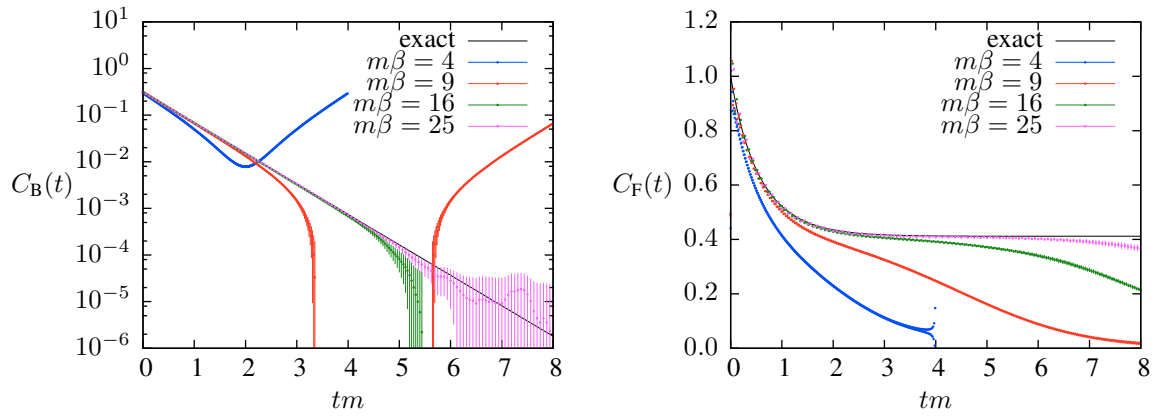 10^1
10^0
10^-1
10^-2
10^-3
10^-4
10^-5
10^-6
C_B(t)
exact
mβ = 4
mβ = 9
mβ = 16
mβ = 25
0 1 2 3 4 5 6 7 8
tm
1.2
1.0
0.8
0.6
0.4
0.2
0.0
C_F(t)
exact
mβ = 4
mβ = 9
mβ = 16
mβ = 25
0 1 2 3 4 5 6 7 8
tm